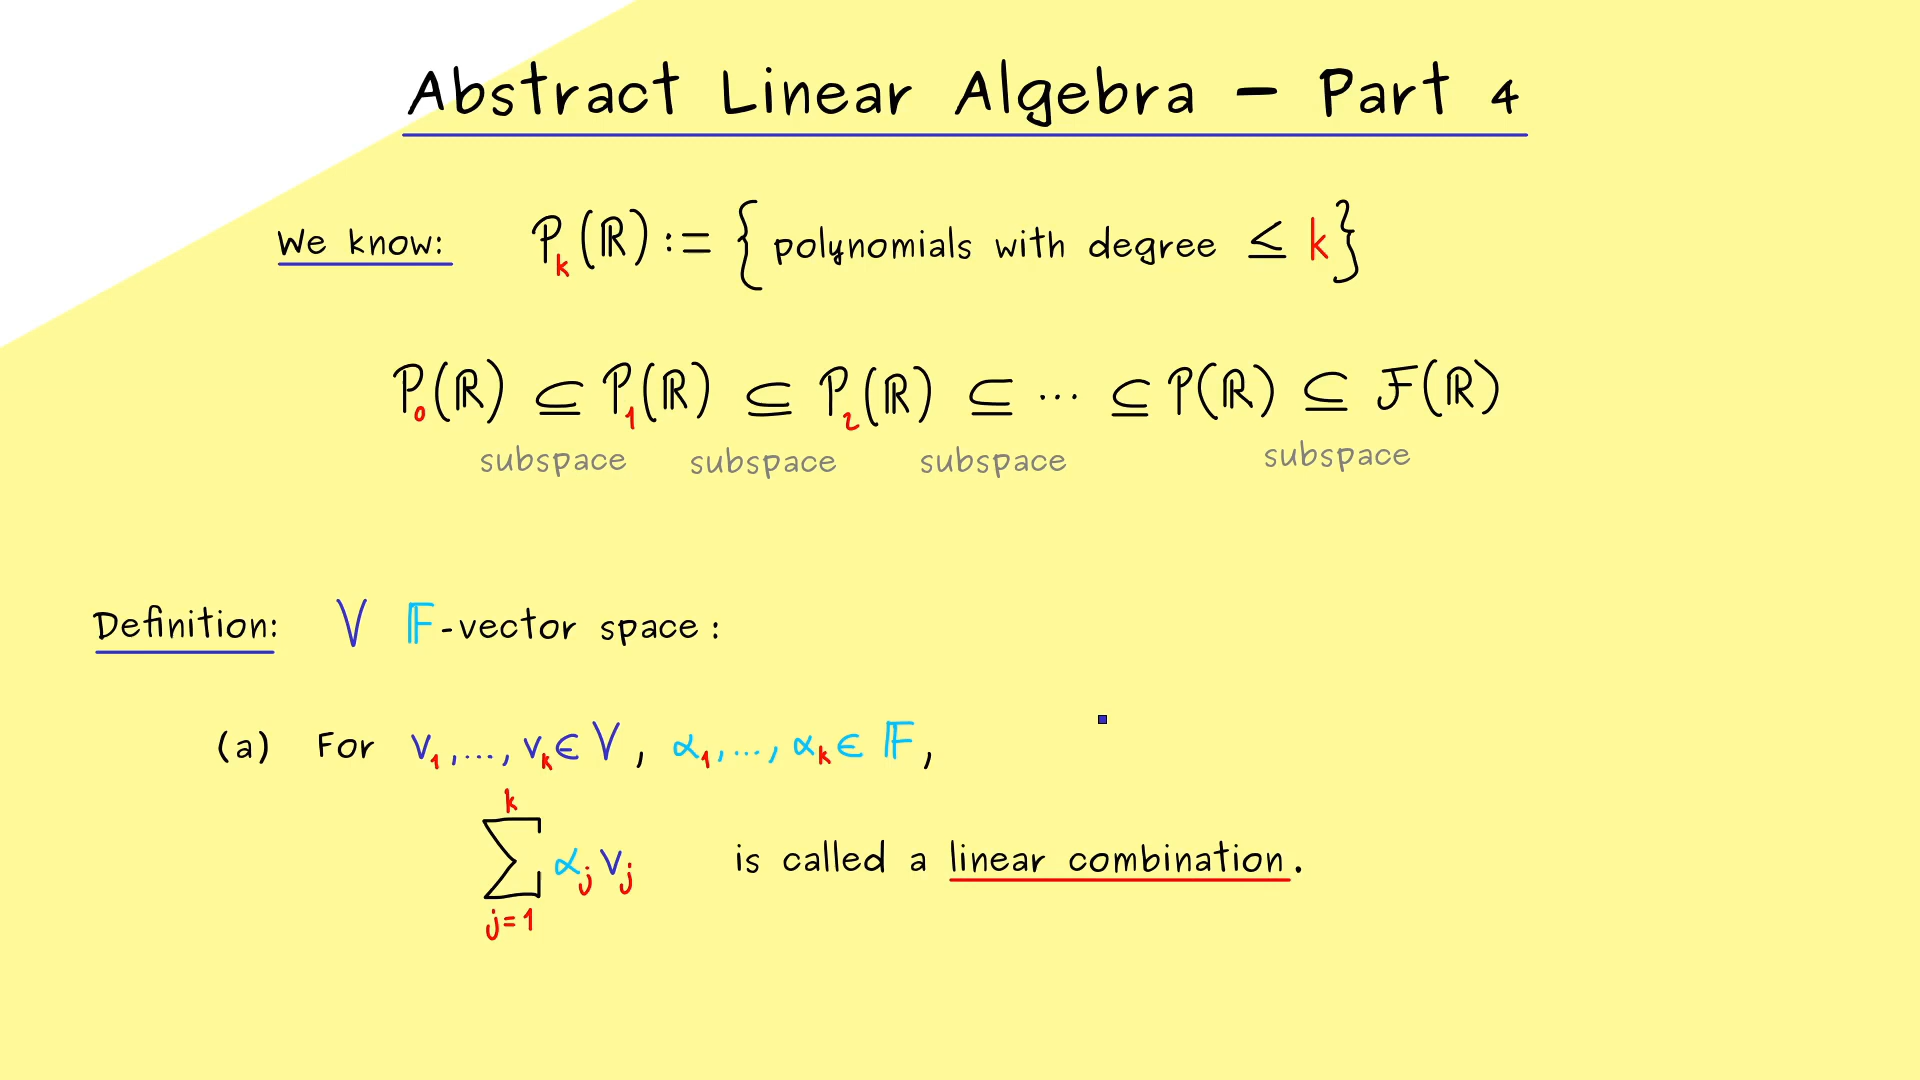 Abstract Linear Algebra – Part 4
We know: P_k(ℝ) := { polynomials with degree ≤ k }
P_0(ℝ) ⊆ P_1(ℝ) ⊆ P_2(ℝ) ⊆ ··· ⊆ P(ℝ) ⊆ F(ℝ)
subspace subspace subspace subspace
Definition: V 𝔽-vector space:
(a) For v_1,...,v_k ∈ V, α_1,...,α_k ∈ 𝔽,
k
∑ α_j v_j is called a linear combination.
j=1